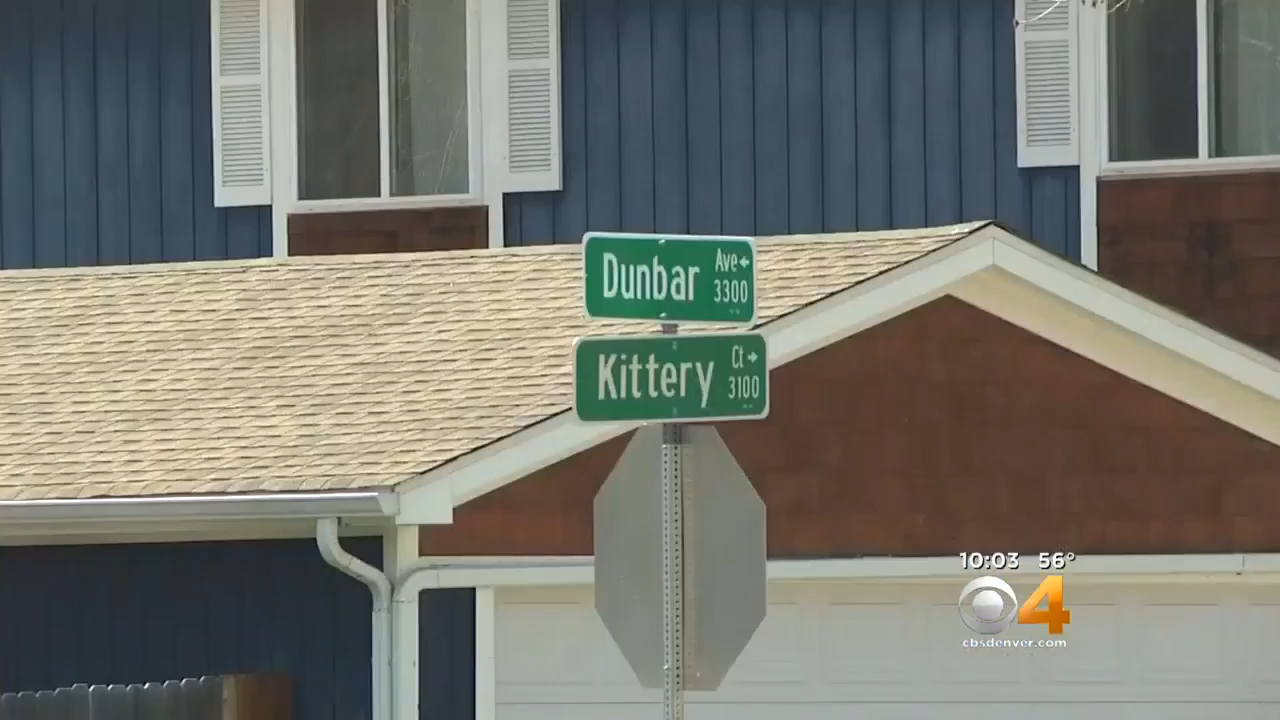 Dunbar Ave←
3300
Kittery Ct→
3100
10:03 56°
4
cbsdenver.com